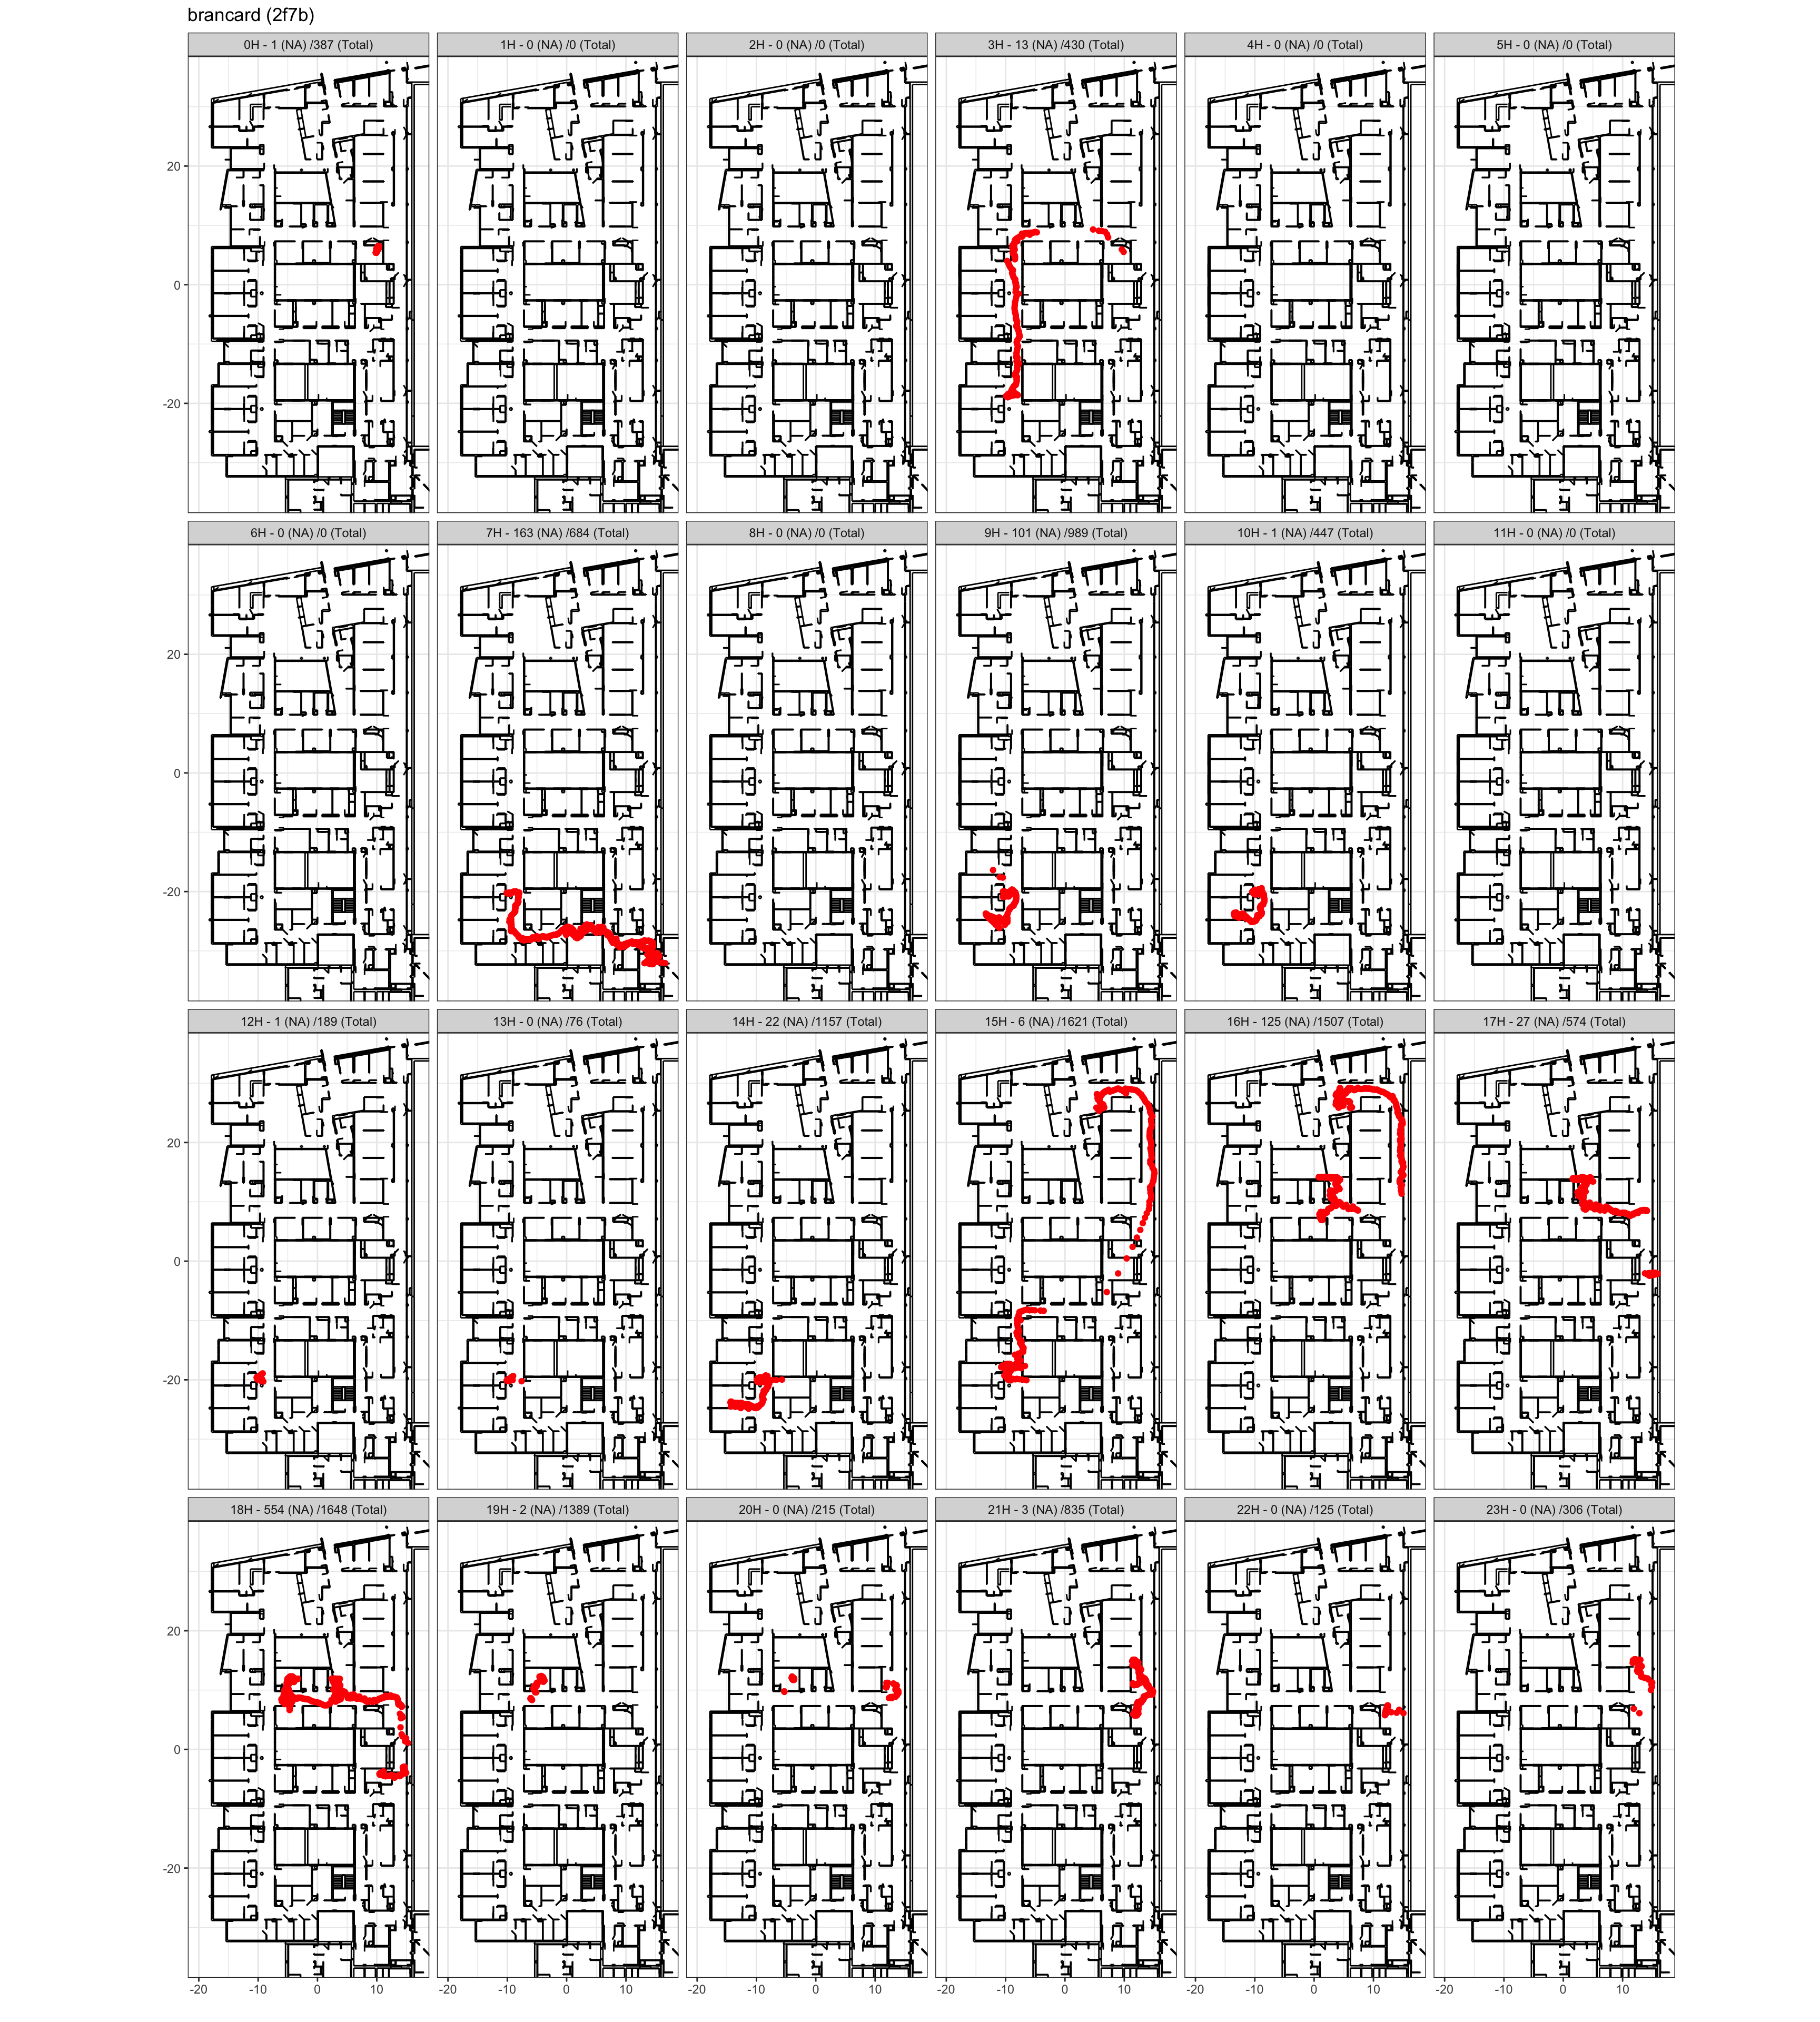 brancard (2f7b)
0H - 1 (NA) /387 (Total) 1H - 0 (NA) /0 (Total) 2H - 0 (NA) /0 (Total) 3H - 13 (NA) /430 (Total) 4H - 0 (NA) /0 (Total) 5H - 0 (NA) /0 (Total)
20
0
-20
6H - 0 (NA) /0 (Total) 7H - 163 (NA) /684 (Total) 8H - 0 (NA) /0 (Total) 9H - 101 (NA) /989 (Total) 10H - 1 (NA) /447 (Total) 11H - 0 (NA) /0 (Total)
20
0
-20
12H - 1 (NA) /189 (Total) 13H - 0 (NA) /76 (Total) 14H - 22 (NA) /1157 (Total) 15H - 6 (NA) /1621 (Total) 16H - 125 (NA) /1507 (Total) 17H - 27 (NA) /574 (Total)
20
0
-20
18H - 554 (NA) /1648 (Total) 19H - 2 (NA) /1389 (Total) 20H - 0 (NA) /215 (Total) 21H - 3 (NA) /835 (Total) 22H - 0 (NA) /125 (Total) 23H - 0 (NA) /306 (Total)
20
0
-20
-20 -10 0 10 -20 -10 0 10 -20 -10 0 10 -20 -10 0 10 -20 -10 0 10 -20 -10 0 10